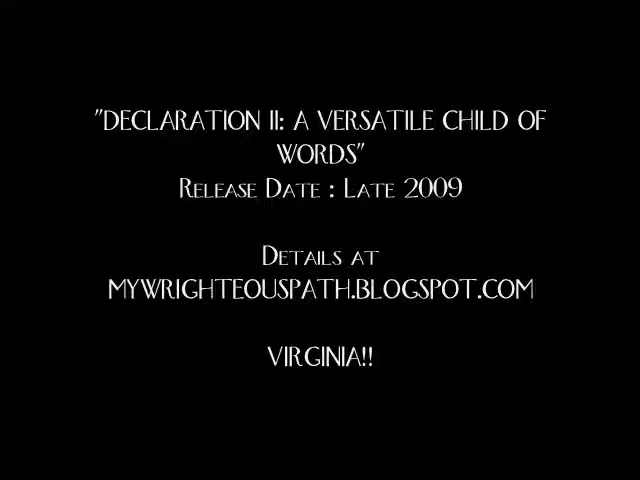 "DECLARATION II: A VERSATILE CHILD OF
WORDS"
RELEASE DATE : LATE 2009
DETAILS AT
MYWRIGHTEOUSPATH.BLOGSPOT.COM
VIRGINIA!!